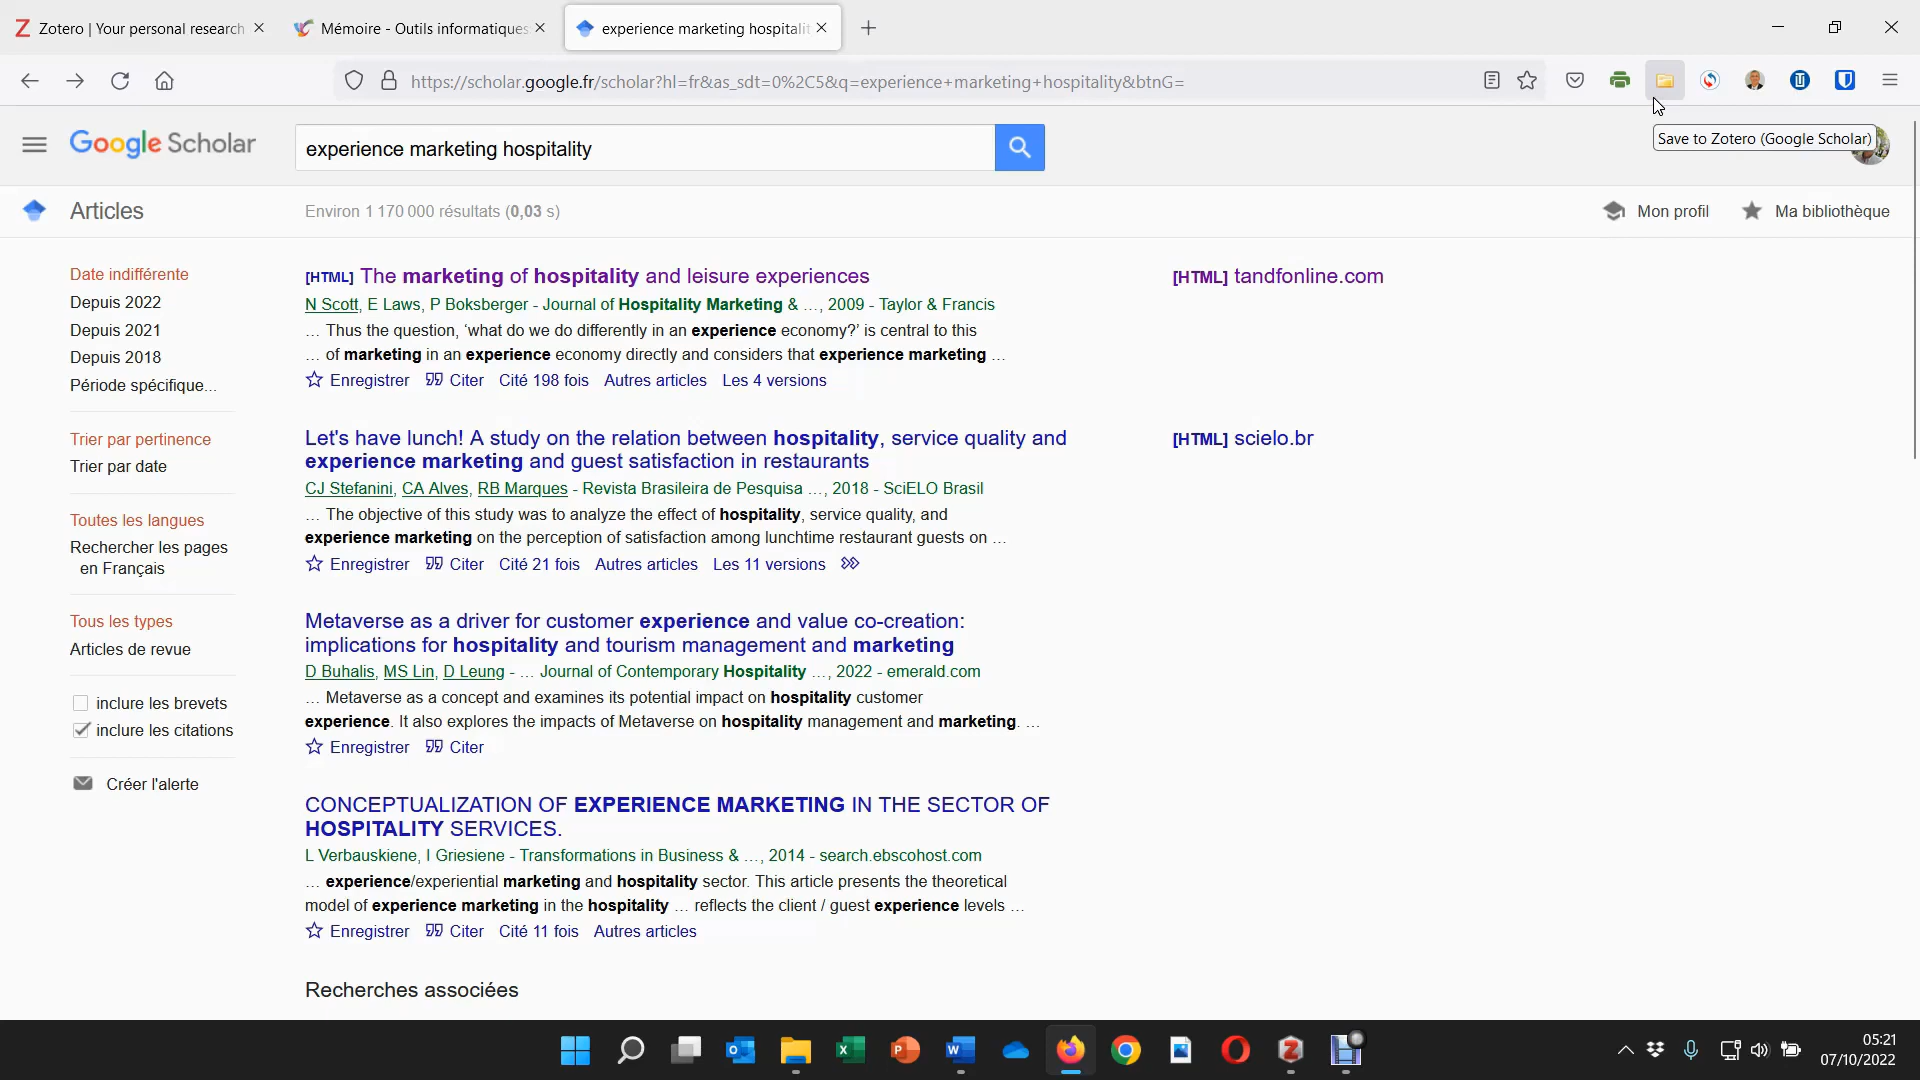 Zotero | Your personal research
Mémoire - Outils informatiques
experience marketing hospitalit
https://scholar.google.fr/scholar?hl=fr&as_sdt=0%2C5&q=experience+marketing+hospitality&btnG=
Google Scholar
experience marketing hospitality
Save to Zotero (Google Scholar)
Articles
Environ 1 170 000 résultats (0,03 s)
Mon profil
Ma bibliothèque
Date indifférente
Depuis 2022
Depuis 2021
Depuis 2018
Période spécifique...
Trier par pertinence
Trier par date
Toutes les langues
Rechercher les pages
en Français
Tous les types
Articles de revue
inclure les brevets
inclure les citations
Créer l'alerte
[HTML] The marketing of hospitality and leisure experiences
N Scott, E Laws, P Boksberger - Journal of Hospitality Marketing & …, 2009 - Taylor & Francis
… Thus the question, ‘what do we do differently in an experience economy?’ is central to this
… of marketing in an experience economy directly and considers that experience marketing …
Enregistrer Citer Cité 198 fois Autres articles Les 4 versions
[HTML] tandfonline.com
Let's have lunch! A study on the relation between hospitality, service quality and
experience marketing and guest satisfaction in restaurants
CJ Stefanini, CA Alves, RB Marques - Revista Brasileira de Pesquisa …, 2018 - SciELO Brasil
… The objective of this study was to analyze the effect of hospitality, service quality, and
experience marketing on the perception of satisfaction among lunchtime restaurant guests on …
Enregistrer Citer Cité 21 fois Autres articles Les 11 versions
[HTML] scielo.br
Metaverse as a driver for customer experience and value co-creation:
implications for hospitality and tourism management and marketing
D Buhalis, MS Lin, D Leung - … Journal of Contemporary Hospitality …, 2022 - emerald.com
… Metaverse as a concept and examines its potential impact on hospitality customer
experience. It also explores the impacts of Metaverse on hospitality management and marketing. …
Enregistrer Citer
CONCEPTUALIZATION OF EXPERIENCE MARKETING IN THE SECTOR OF
HOSPITALITY SERVICES.
L Verbauskiene, I Griesiene - Transformations in Business & …, 2014 - search.ebscohost.com
… experience/experiential marketing and hospitality sector. This article presents the theoretical
model of experience marketing in the hospitality … reflects the client / guest experience levels …
Enregistrer Citer Cité 11 fois Autres articles
Recherches associées
05:21
07/10/2022